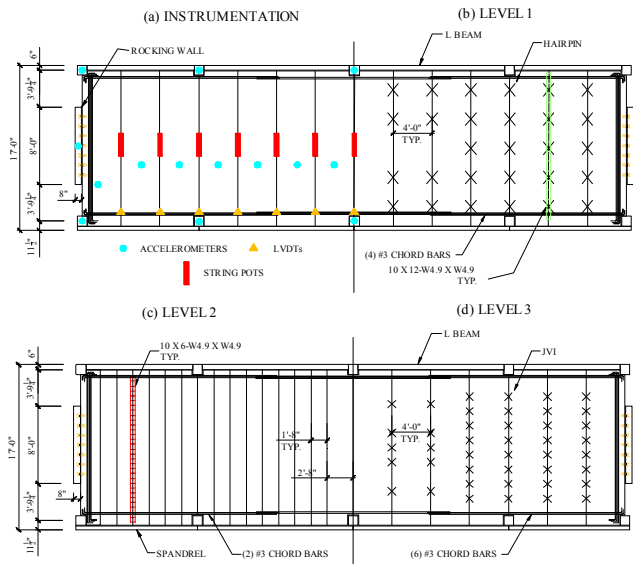 (a) INSTRUMENTATION
(b) LEVEL 1
ROCKING WALL
L BEAM
HAIRPIN
6"
3'-9¼"
17'-0"
8'-0"
8"
3'-9¼"
11½"
4'-0"
TYP.
(4) #3 CHORD BARS
10 X 12-W4.9 X W4.9
TYP.
ACCELEROMETERS
LVDTs
STRING POTS
(c) LEVEL 2
(d) LEVEL 3
10 X 6-W4.9 X W4.9
TYP.
L BEAM
JVI
6"
3'-9¼"
17'-0"
8'-0"
8"
3'-9¼"
11½"
1'-8"
TYP.
2'-8"
4'-0"
TYP.
SPANDREL
(2) #3 CHORD BARS
(6) #3 CHORD BARS